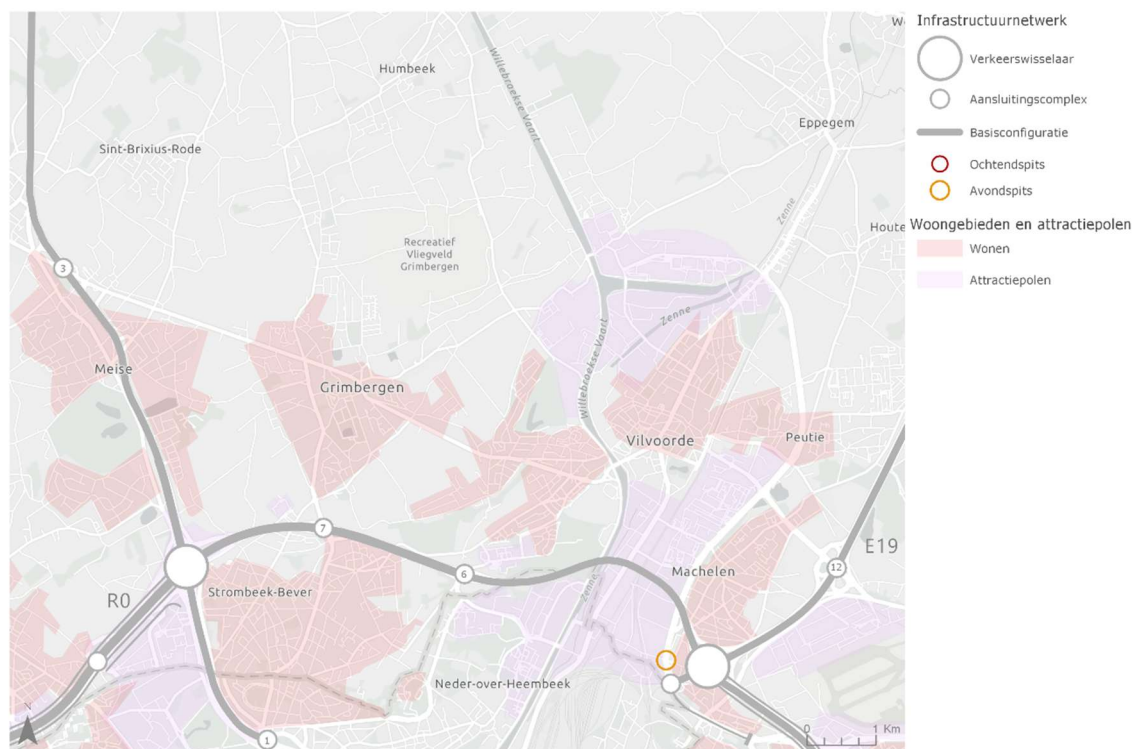 Infrastructuurnetwerk
Verkeerswisselaar
Aansluitingscomplex
Basisconfiguratie
Ochtendspits
Avondspits
Woongebieden en attractiepolen
Wonen
Attractiepolen
Humbeek
Willebroekse Vaart
Eppegem
Sint-Brixius-Rode
Zenne
Houte
Recreatief
Vliegveld
Grimbergen
3
Zenne
Willebroekse Vaart
Meise
Grimbergen
Vilvoorde
Peutie
7
E19
6
12
Machelen
R0
Strombeek-Bever
Zenne
Neder-over-Heembeek
1
N
0 1 Km